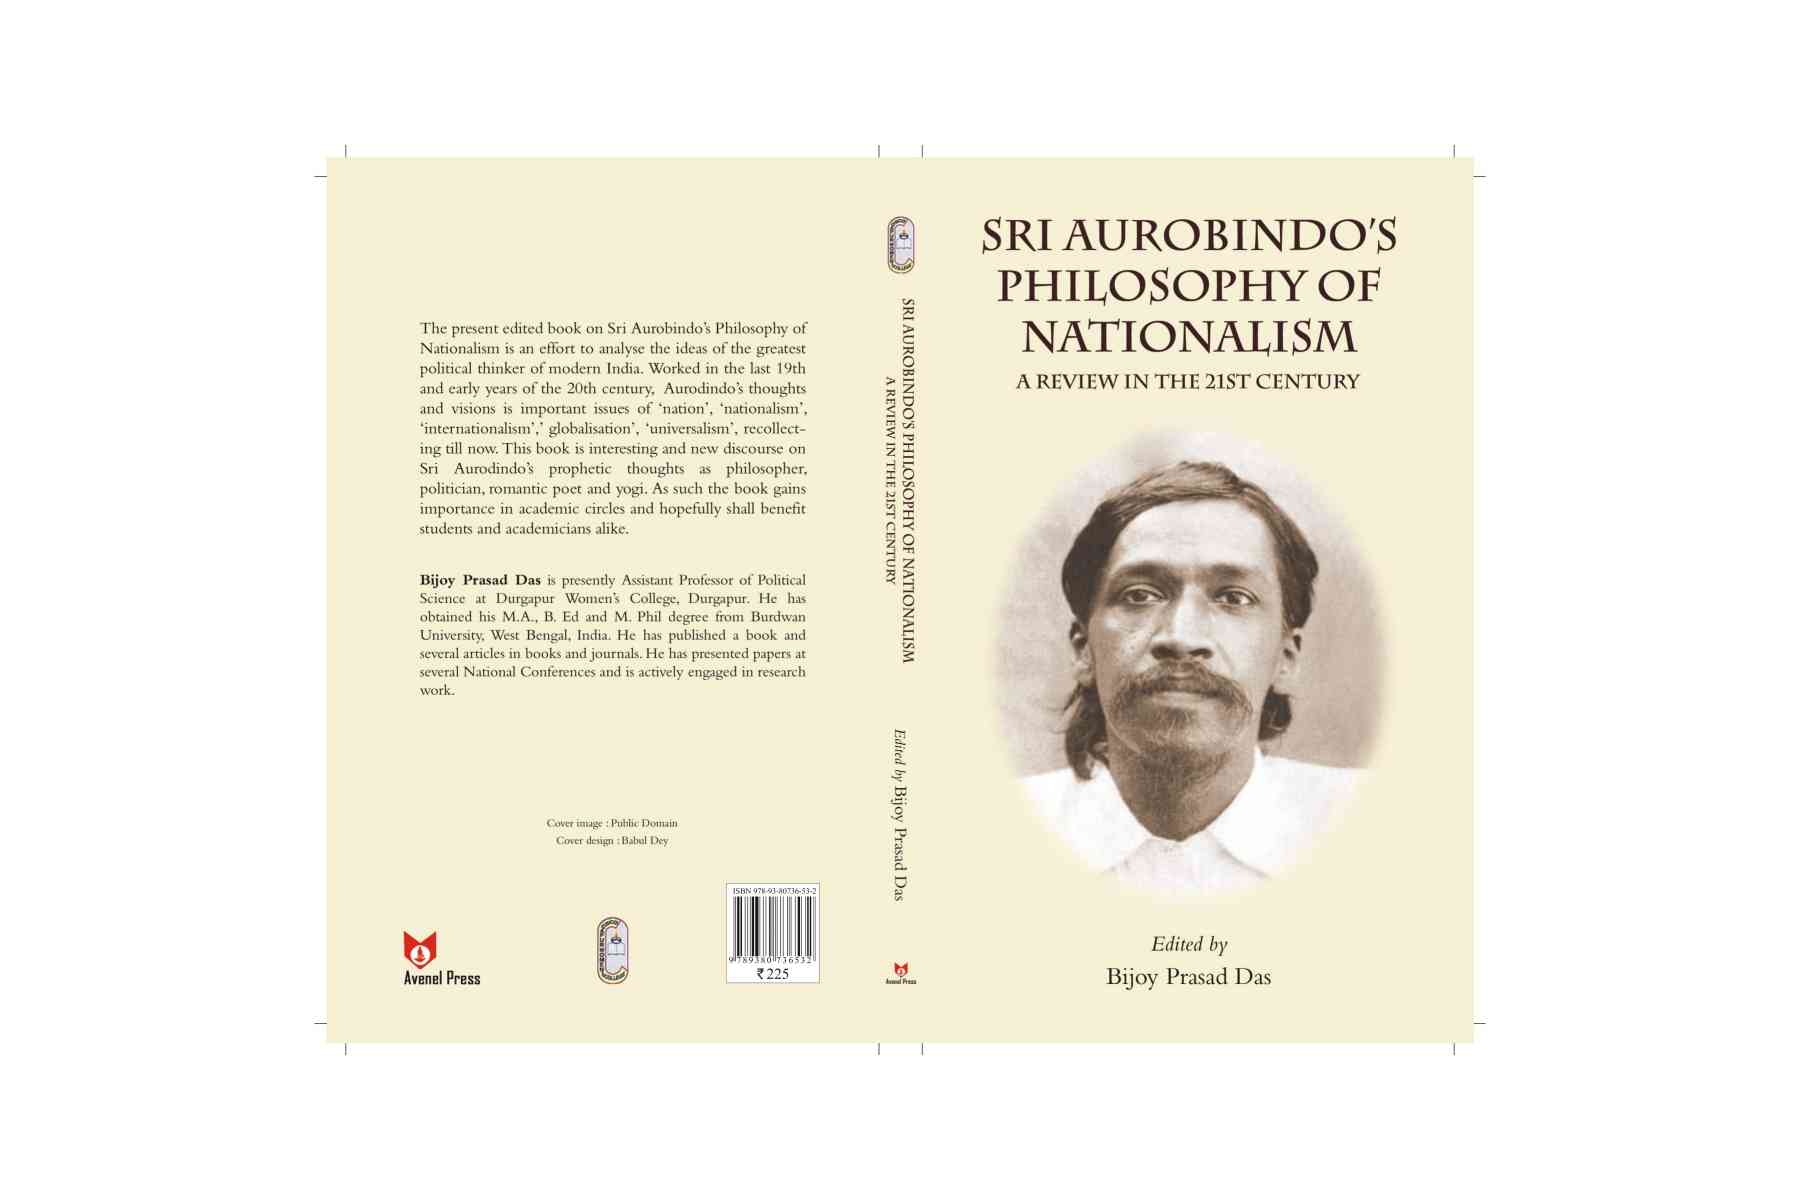 The present edited book on Sri Aurobindo’s Philosophy of
Nationalism is an effort to analyse the ideas of the greatest
political thinker of modern India. Worked in the last 19th
and early years of the 20th century, Aurodindo’s thoughts
and visions is important issues of ‘nation’, ‘nationalism’,
‘internationalism’,’ globalisation’, ‘universalism’, recollect-
ing till now. This book is interesting and new discourse on
Sri Aurodindo’s prophetic thoughts as philosopher,
politician, romantic poet and yogi. As such the book gains
importance in academic circles and hopefully shall benefit
students and academicians alike.
Bijoy Prasad Das is presently Assistant Professor of Political
Science at Durgapur Women’s College, Durgapur. He has
obtained his M.A., B. Ed and M. Phil degree from Burdwan
University, West Bengal, India. He has published a book and
several articles in books and journals. He has presented papers at
several National Conferences and is actively engaged in research
work.
Cover image : Public Domain
Cover design : Babul Dey
Avenel Press
ISBN 978-93-80736-53-2
9 789380 736532
₹ 225
SRI AUROBINDO’S PHILOSOPHY OF NATIONALISM
A REVIEW IN THE 21ST CENTURY
Edited by Bijoy Prasad Das
Avenel Press
SRI AUROBINDO’S
PHILOSOPHY OF
NATIONALISM
A REVIEW IN THE 21ST CENTURY
Edited by
Bijoy Prasad Das